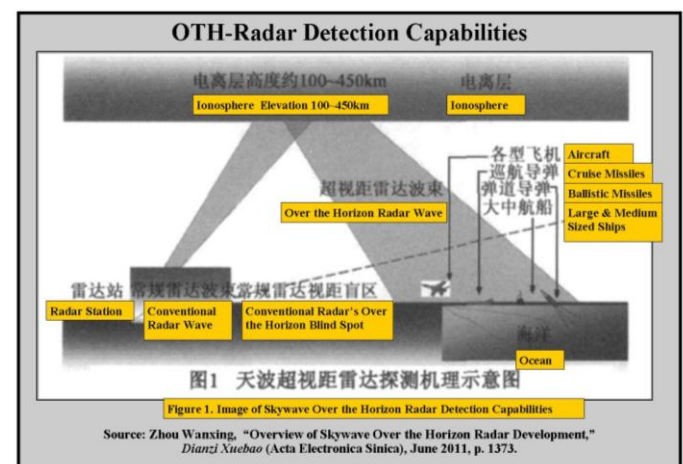 OTH-Radar Detection Capabilities
电离层高度约100~450km
电离层
Ionosphere Elevation 100~450km
Ionosphere
各型飞机
Aircraft
巡航导弹
Cruise Missiles
弹道导弹
Ballistic Missiles
大中航船
Large & Medium
Sized Ships
超视距雷达波束
Over the Horizon Radar Wave
雷达站
常规雷达波束
常规雷达视距盲区
Radar Station
Conventional
Radar Wave
Conventional Radar's Over
the Horizon Blind Spot
海洋
Ocean
图1 天波超视距雷达探测机理示意图
Figure 1. Image of Skywave Over the Horizon Radar Detection Capabilities
Source: Zhou Wanxing, “Overview of Skywave Over the Horizon Radar Development,”
Dianzi Xuebao (Acta Electronica Sinica), June 2011, p. 1373.